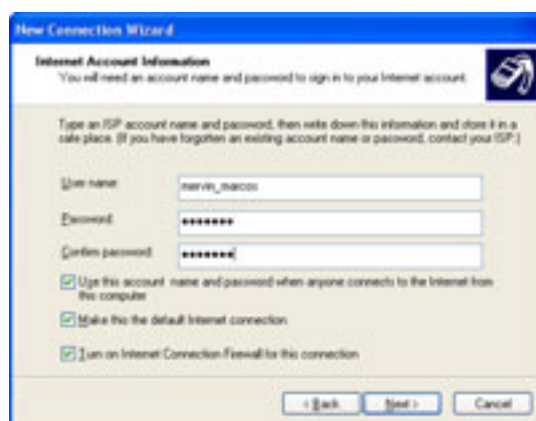 New Connection Wizard
Internet Account Information
You will need an account name and password to sign in to your Internet account.
Type an ISP account name and password, then write down this information and store it in a
safe place. (If you have forgotten an existing account name or password, contact your ISP.)
User name: mervin_marcos
Password: •••••••
Confirm password: •••••••
Use this account name and password when anyone connects to the Internet from
this computer
Make this the default Internet connection
Turn on Internet Connection Firewall for this connection
< Back Next > Cancel